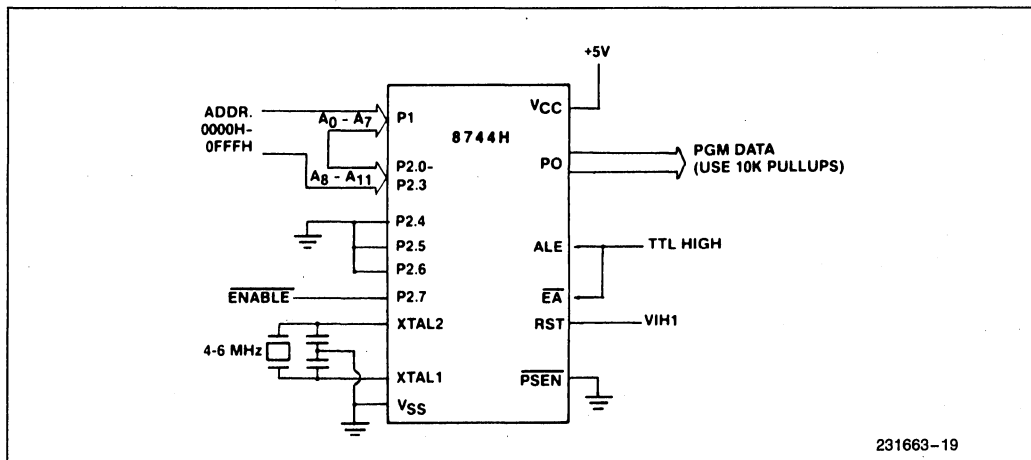 +5V
ADDR.
0000H-
0FFFH
A0 - A7
P1
8744H
VCC
P2.0-
P2.3
A8 - A11
PO
PGM DATA
(USE 10K PULLUPS)
P2.4
P2.5
P2.6
ALE
TTL HIGH
ENABLE
P2.7
EA
XTAL2
RST
VIH1
4-6 MHz
XTAL1
PSEN
VSS
231663-19